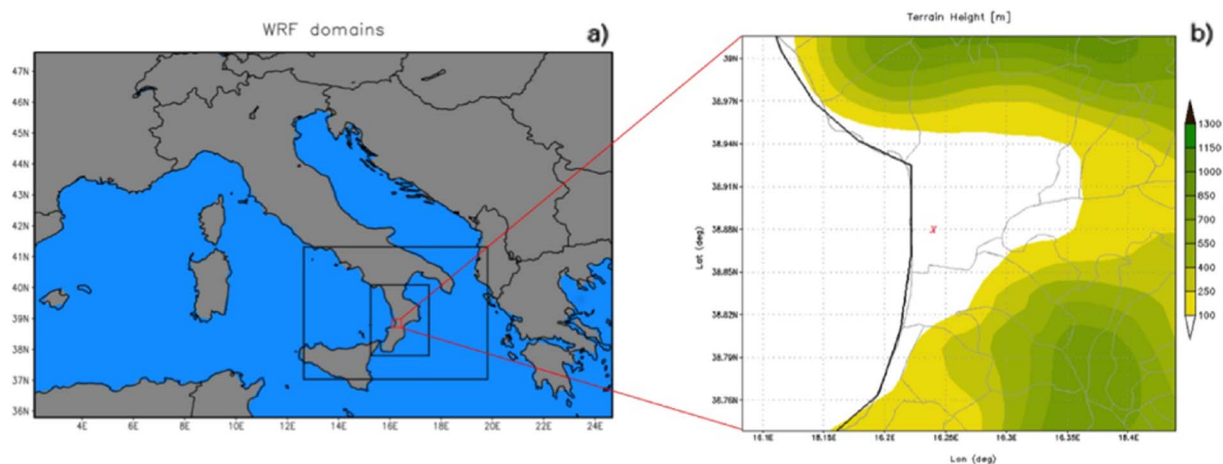 WRF domains
a)
47N
46N
45N
44N
43N
42N
41N
40N
39N
38N
37N
36N
4E 6E 8E 10E 12E 14E 16E 18E 20E 22E 24E
Terrain Height [m]
b)
39N
38.97N
38.94N
38.91N
38.88N
38.85N
38.82N
38.79N
38.76N
Lat (deg)
x
16.1E 16.15E 16.2E 16.25E 16.3E 16.35E 16.4E
Lon (deg)
1300
1150
1000
850
700
550
400
250
100